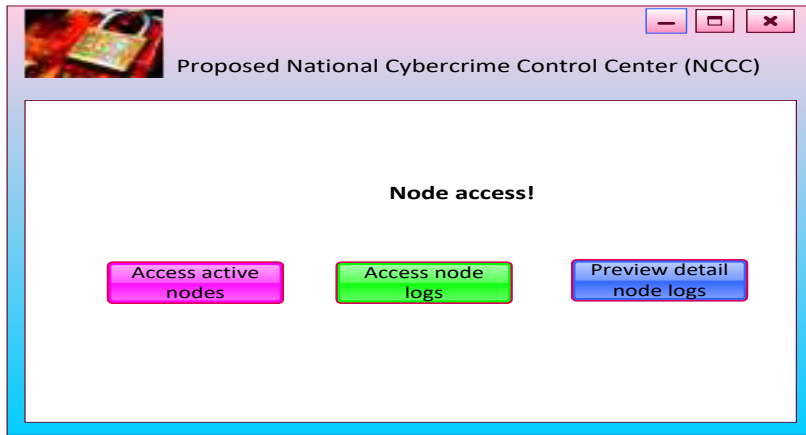 Proposed National Cybercrime Control Center (NCCC)
Node access!
Access active
nodes
Access node
logs
Preview detail
node logs